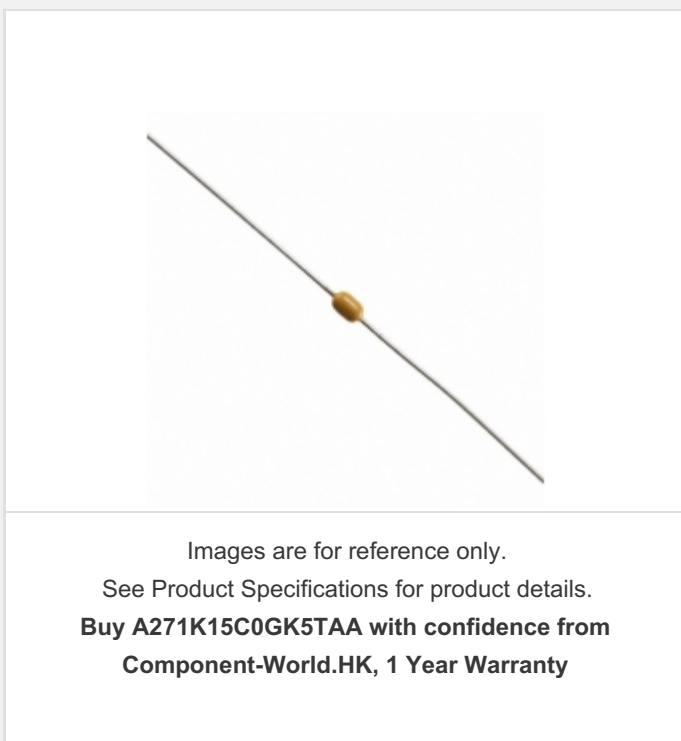 Images are for reference only.
See Product Specifications for product details.
Buy A271K15C0GK5TAA with confidence from
Component-World.HK, 1 Year Warranty